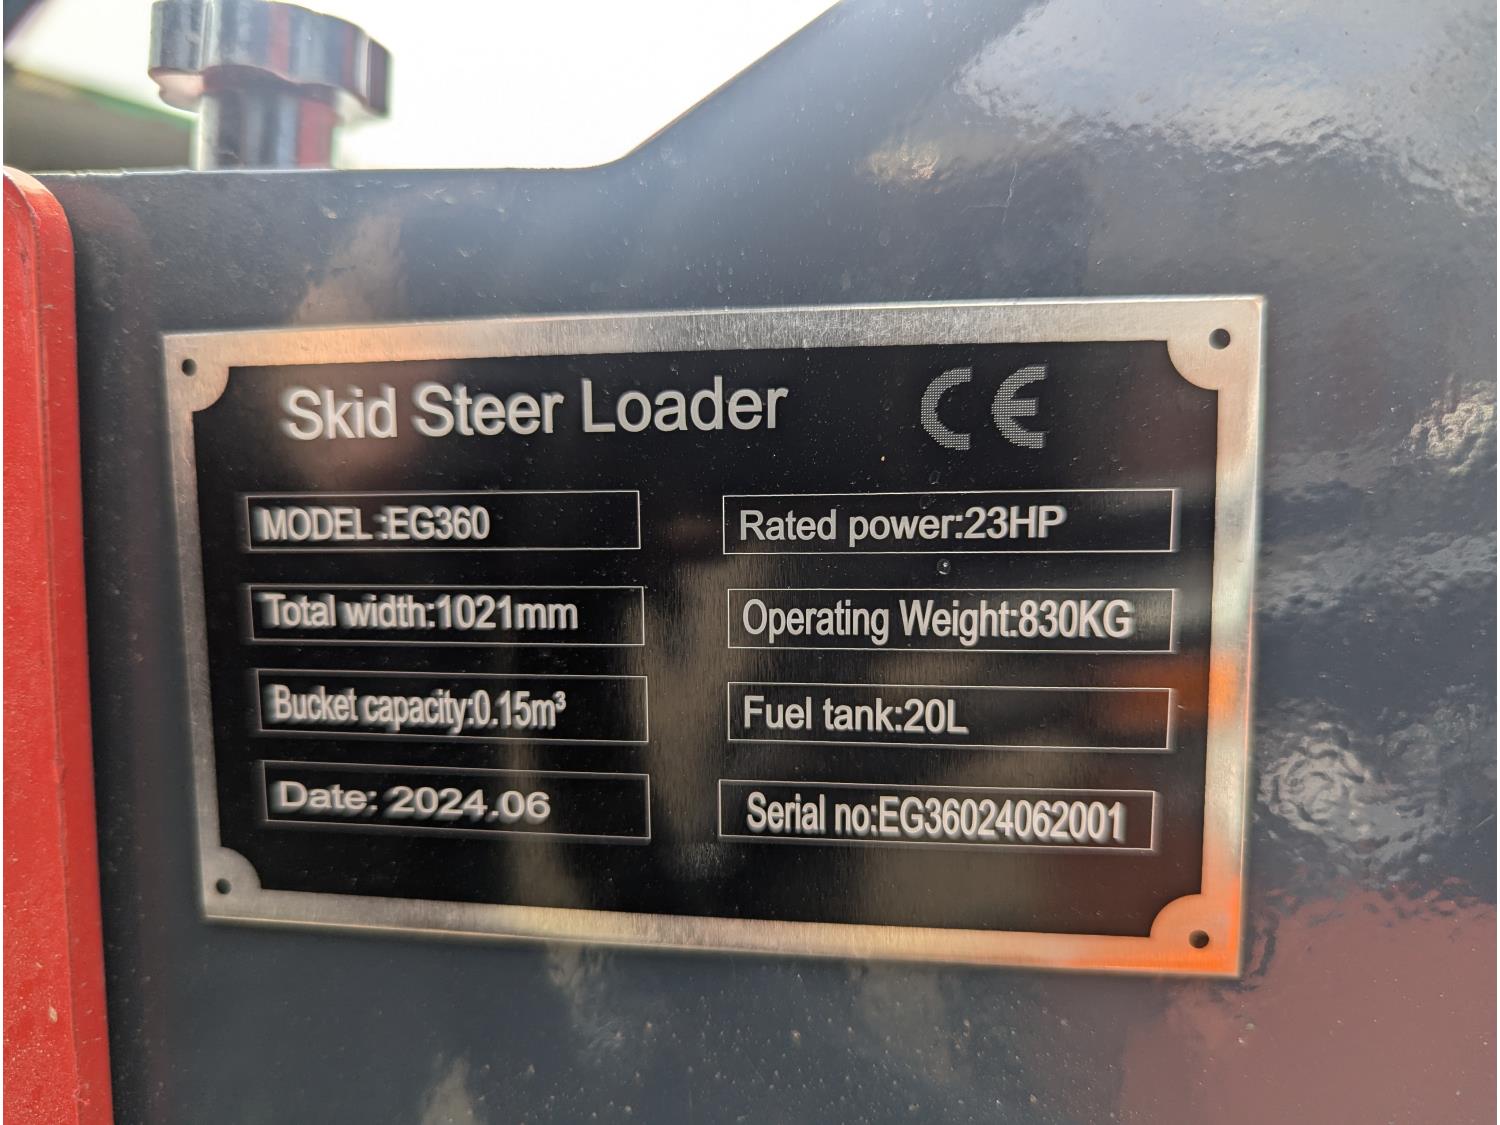 Skid Steer Loader CE
MODEL:EG360
Rated power:23HP
Total width:1021mm
Operating Weight:830KG
Bucket capacity:0.15m³
Fuel tank:20L
Date: 2024.06
Serial no:EG36024062001